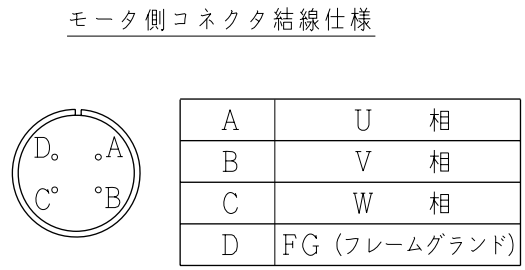 モータ側コネクタ結線仕様
D A
C B
A U 相
B V 相
C W 相
D FG (フレームグランド)